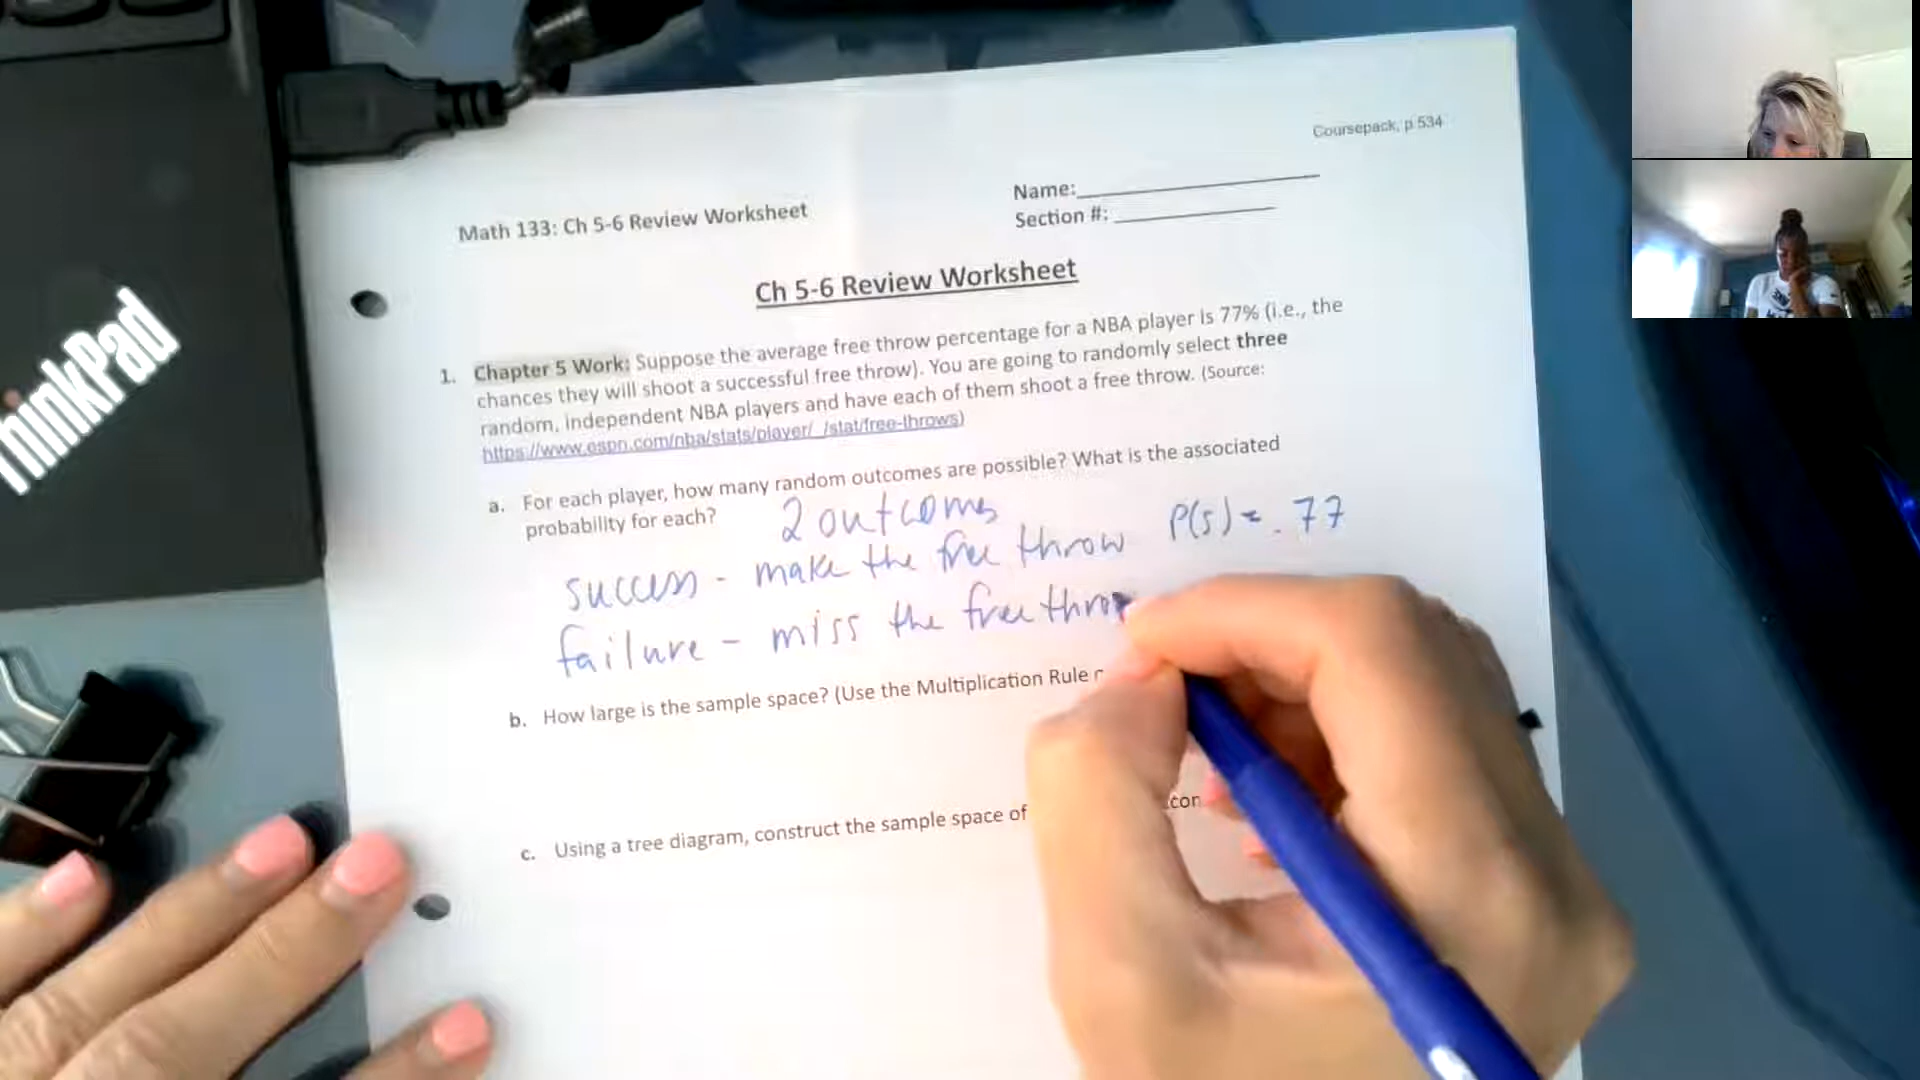 Coursepack, p 534
Name:
Math 133: Ch 5-6 Review Worksheet
Section #:
Ch 5-6 Review Worksheet
1. Chapter 5 Work: Suppose the average free throw percentage for a NBA player is 77% (i.e., the
chances they will shoot a successful free throw). You are going to randomly select three
random, independent NBA players and have each of them shoot a free throw. (Source:
https://www.espn.com/nba/stats/player/_/stat/free-throws)
a. For each player, how many random outcomes are possible? What is the associated
probability for each?
2 outcomes
success - make the free throw P(s) = .77
failure - miss the free thro
b. How large is the sample space? (Use the Multiplication Rule
c. Using a tree diagram, construct the sample space of
ThinkPad